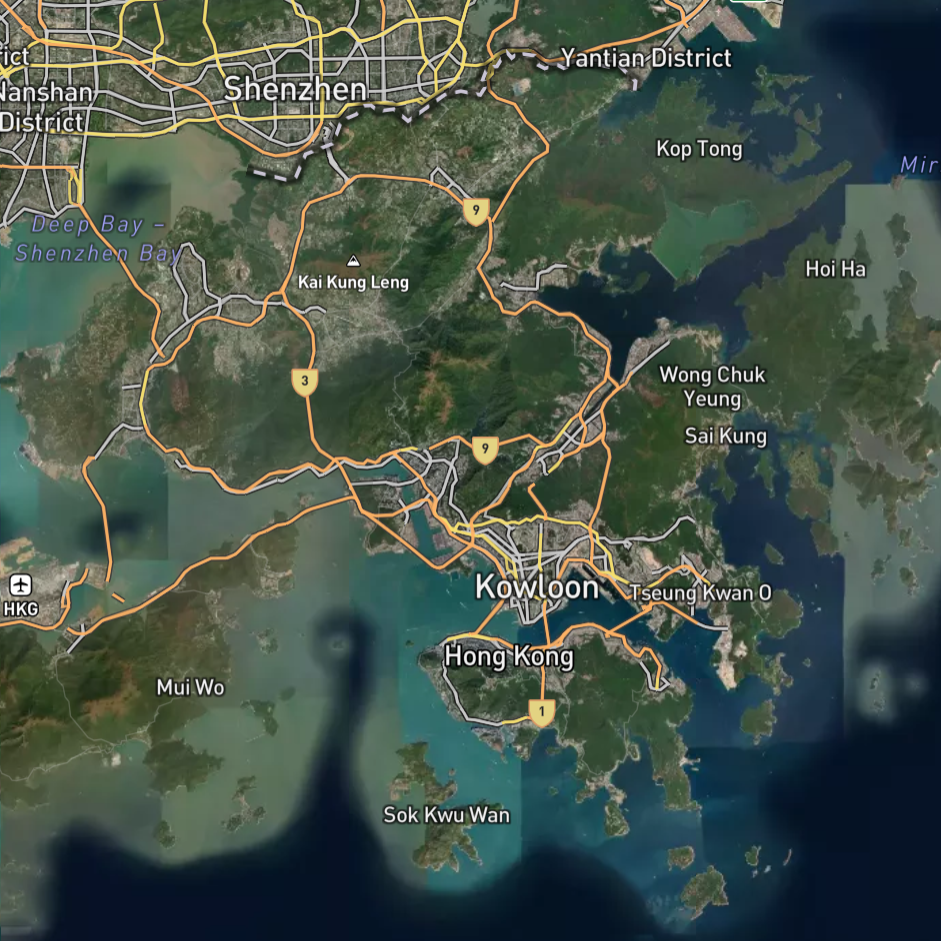 Yantian District
rict
Shenzhen
Nanshan
District
Kop Tong
Mir
9
Deep Bay –
Shenzhen Bay
Hoi Ha
Kai Kung Leng
3
Wong Chuk
Yeung
Sai Kung
9
HKG
Kowloon
Tseung Kwan O
Hong Kong
Mui Wo
1
Sok Kwu Wan